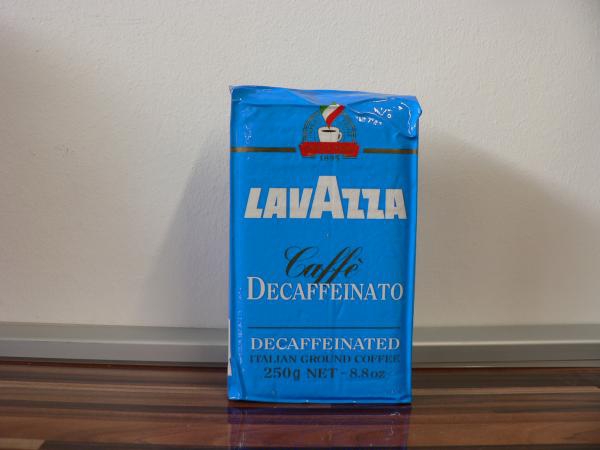 1895
LAVAZZA
Caffè
DECAFFEINATO
DECAFFEINATED
ITALIAN GROUND COFFEE
250g NET - 8.8oz